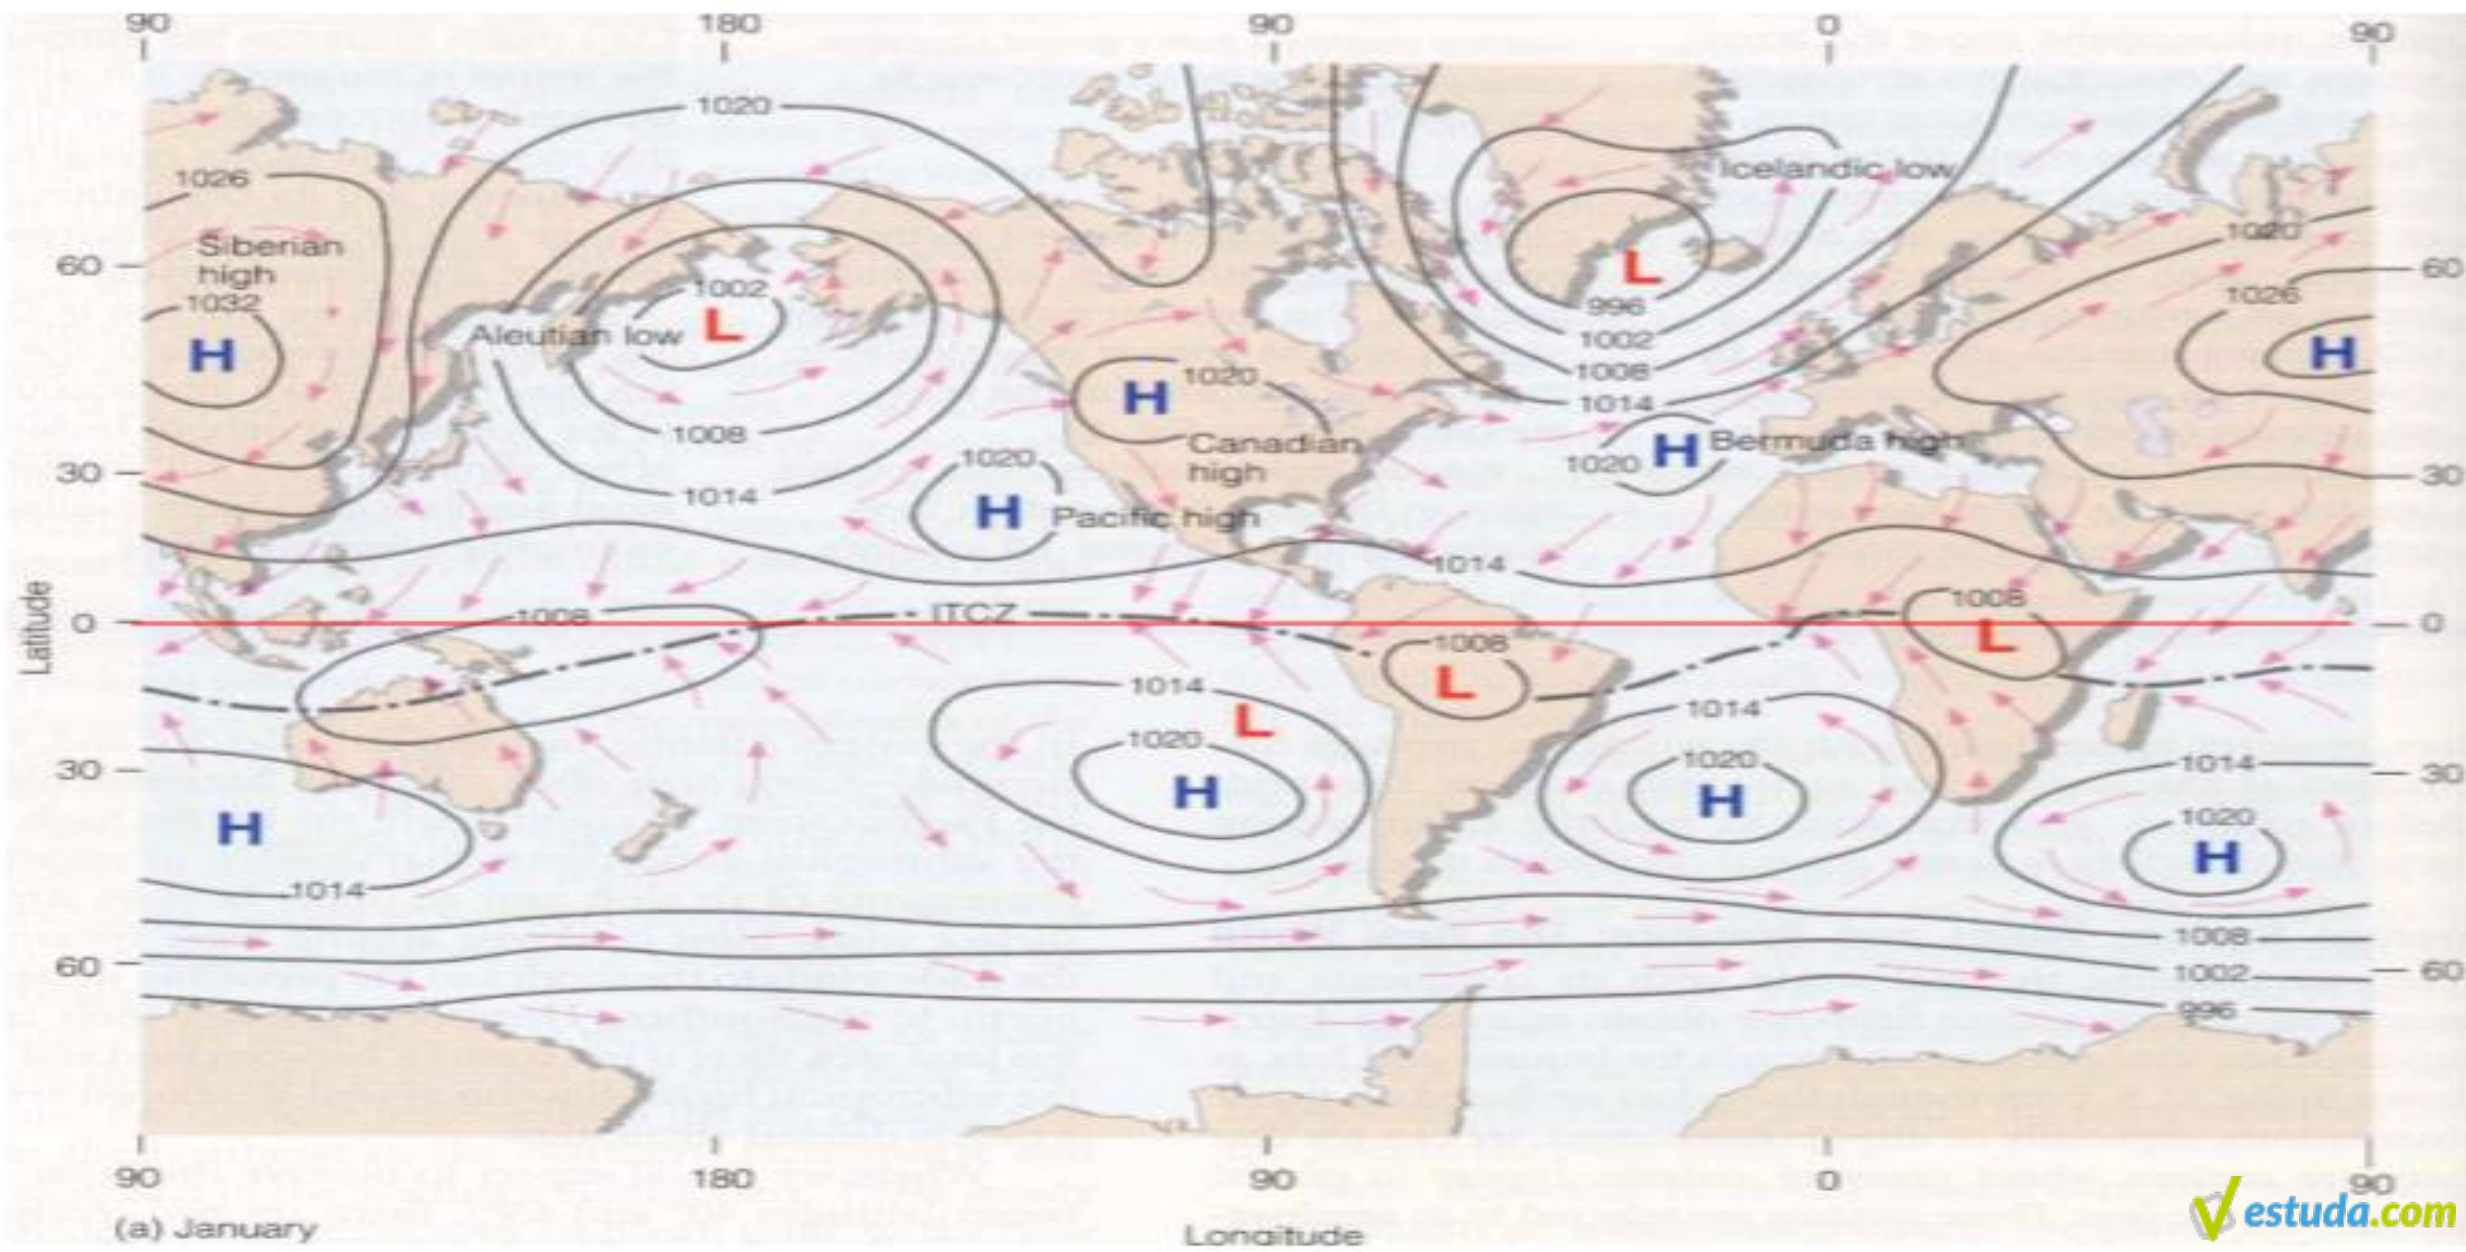 90 180 90 0 90
1020
1026
Icelandic low
1020
Siberian
high
60
60
1032
1002
1026
L
996
H
Aleutian low
L
1002
H
1008
1020
H
1014
1008
Canadian
high
H
Bermuda high
1020
1020
30
1014
30
H
Pacific high
1014
1008
ITCZ
1008
Latitude
0
0
1008
L
L
1014
1014
L
1020
1020
30
1014
30
H
H
1020
H
H
1014
1008
60
1002
60
996
90 180 90 0 90
(a) January
Longitude
estuda.com